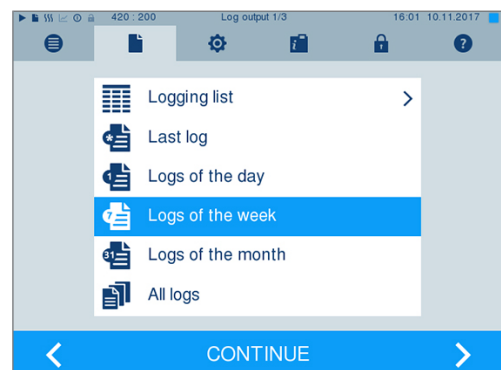 420 : 200 Log output 1/3 16:01 10.11.2017
Logging list
Last log
Logs of the day
Logs of the week
Logs of the month
All logs
CONTINUE